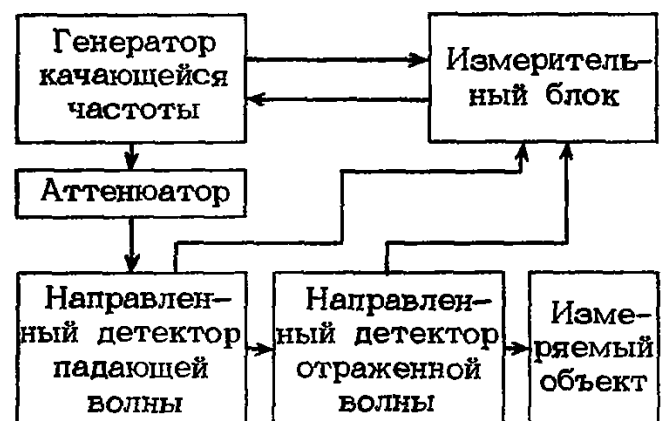 Генератор
качающейся
частоты
Измеритель-
ный блок
Аттенюатор
Направлен-
ный детектор
падающей
волны
Направлен-
ный детектор
отраженной
волны
Изме-
ряемый
объект